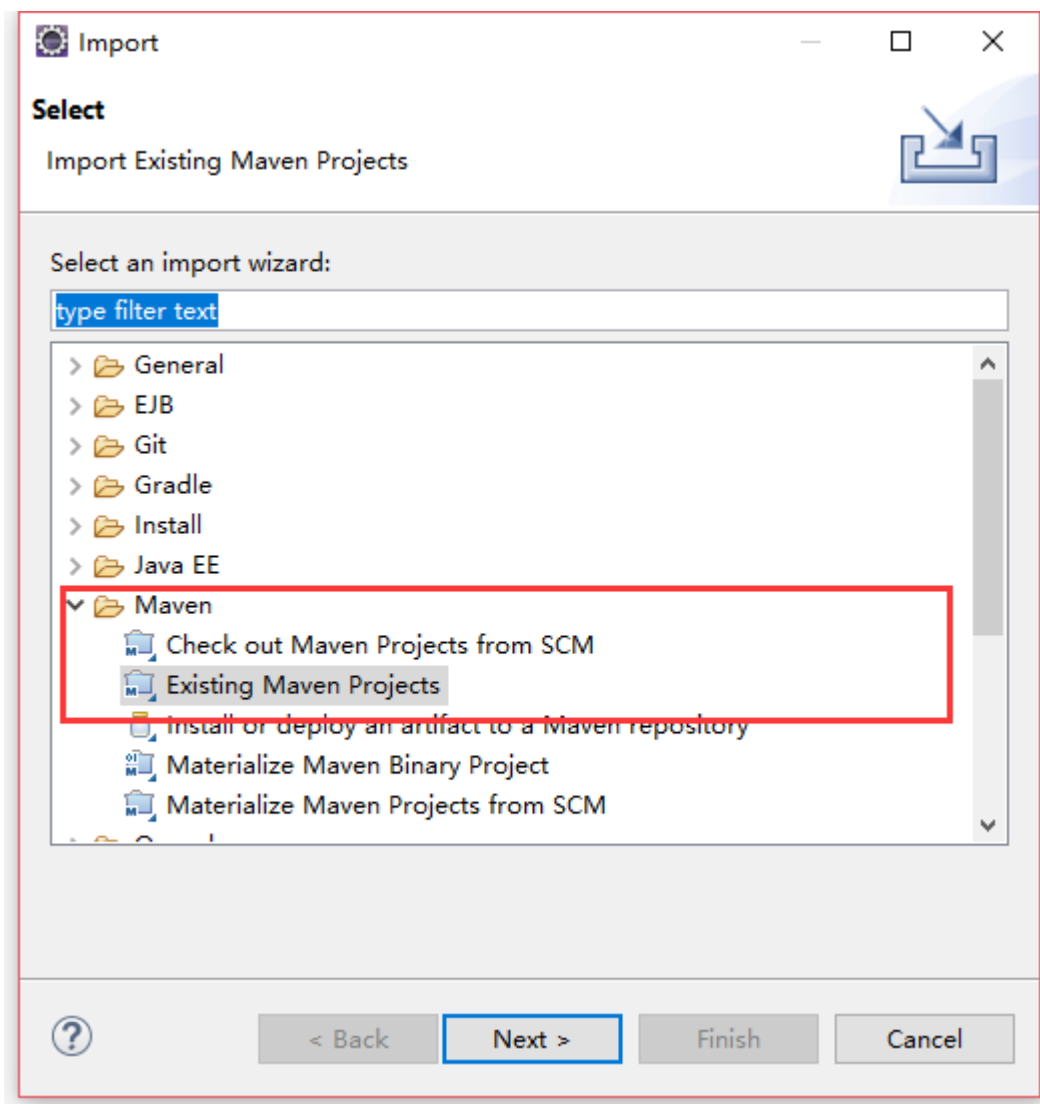 Import
Select
Import Existing Maven Projects
Select an import wizard:
type filter text
General
EJB
Git
Gradle
Install
Java EE
Maven
Check out Maven Projects from SCM
Existing Maven Projects
Install or deploy an artifact to a Maven repository
Materialize Maven Binary Project
Materialize Maven Projects from SCM
< Back Next > Finish Cancel